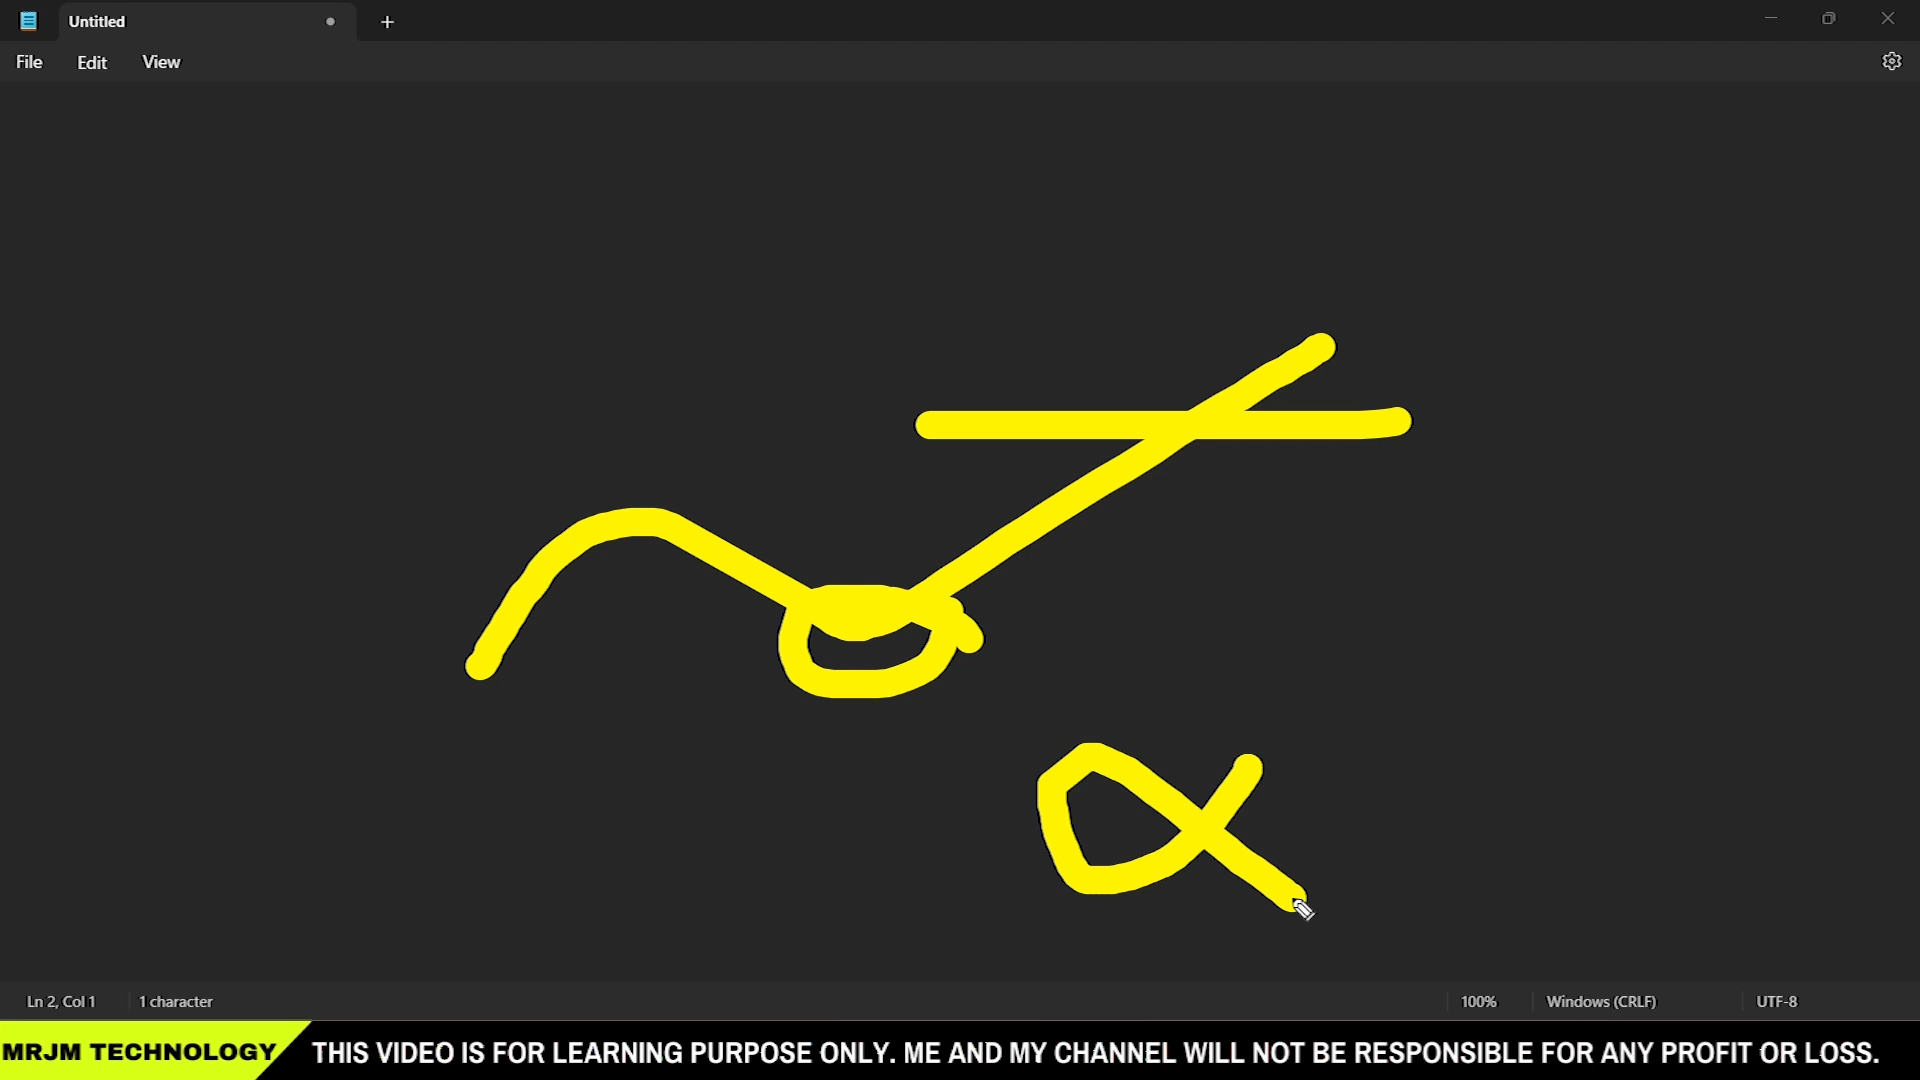 Untitled
File Edit View
Ln 2, Col 1 1 character 100% Windows (CRLF) UTF-8
MRJM TECHNOLOGY THIS VIDEO IS FOR LEARNING PURPOSE ONLY. ME AND MY CHANNEL WILL NOT BE RESPONSIBLE FOR ANY PROFIT OR LOSS.